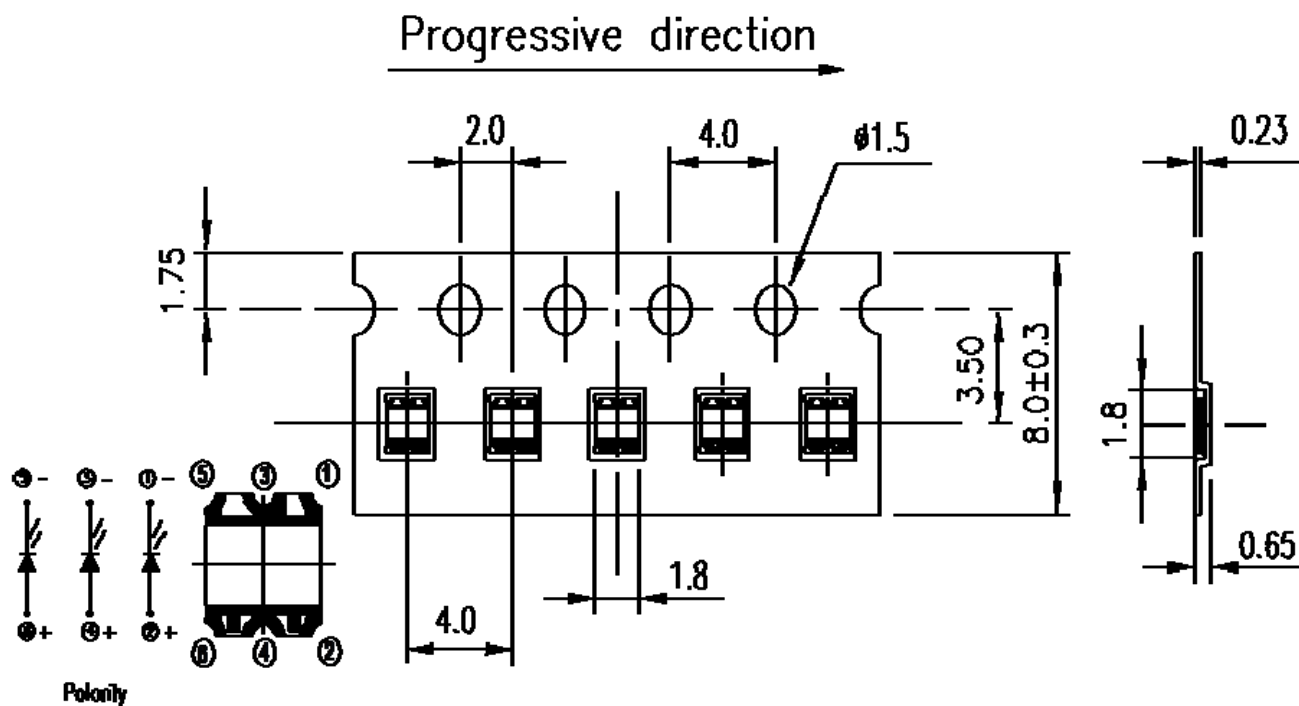 Progressive direction
2.0
4.0
ø1.5
0.23
1.75
3.50
8.0±0.3
1.8
0.65
1.8
4.0
⑤ ③ ①
⑥ ④ ②
- - -
+ + +
Polority